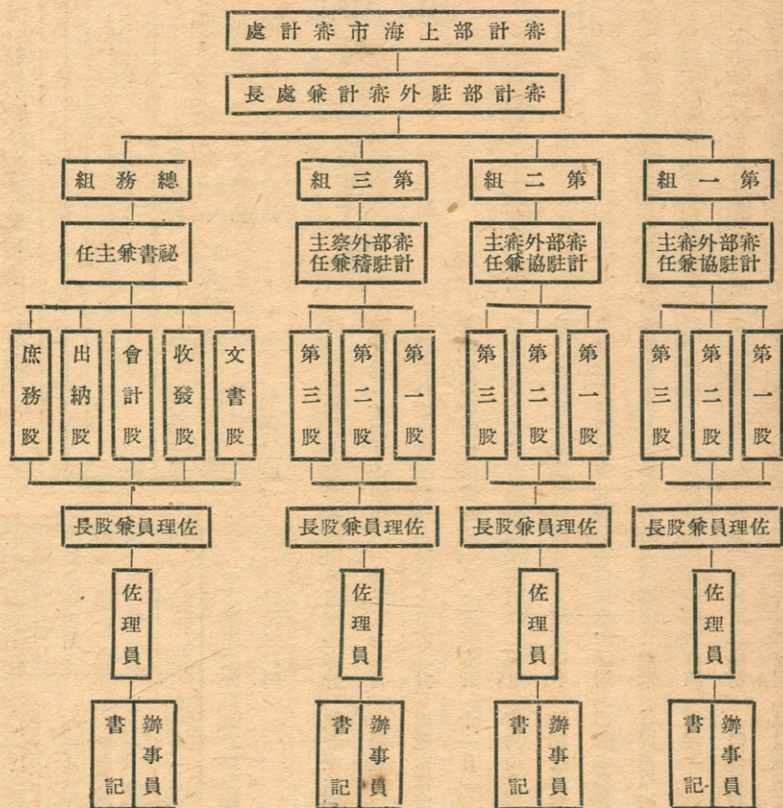 審計部上海市審計處
審計部駐外審計兼處長
第一組
第二組
第三組
總務組
審計部駐外協審兼主任
審計部駐外協審兼主任
審計部駐外稽察兼主任
祕書兼主任
第一股
第二股
第三股
第一股
第二股
第三股
第一股
第二股
第三股
文書股
收發股
會計股
出納股
庶務股
佐理員兼股長
佐理員兼股長
佐理員兼股長
佐理員兼股長
佐理員
佐理員
佐理員
佐理員
辦事員
書記
辦事員
書記
辦事員
書記
辦事員
書記